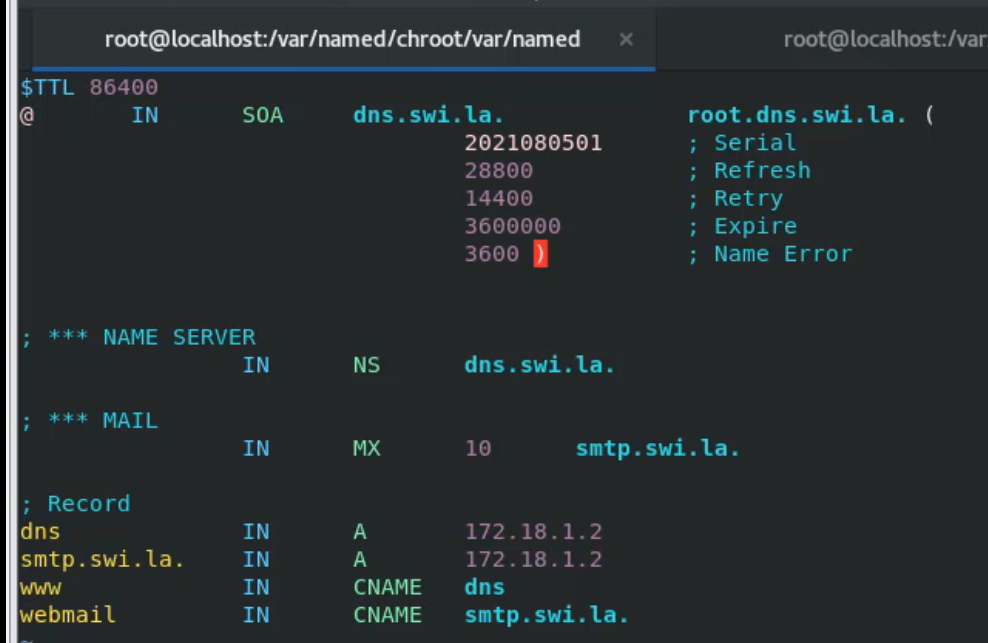 root@localhost:/var/named/chroot/var/named × root@localhost:/var
$TTL 86400
@ IN SOA dns.swi.la. root.dns.swi.la. (
2021080501 ; Serial
28800 ; Refresh
14400 ; Retry
3600000 ; Expire
3600 ) ; Name Error
; *** NAME SERVER
IN NS dns.swi.la.
; *** MAIL
IN MX 10 smtp.swi.la.
; Record
dns IN A 172.18.1.2
smtp.swi.la. IN A 172.18.1.2
www IN CNAME dns
webmail IN CNAME smtp.swi.la.
~